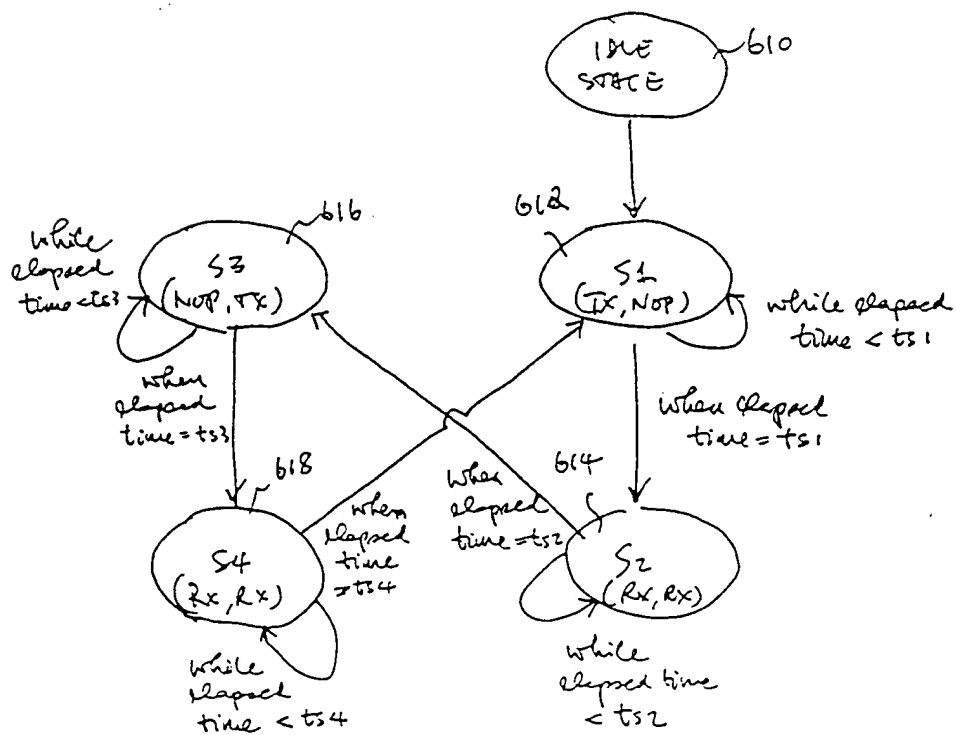 IDLE
STATE
610
616
612
while
elapsed
time < ts3
S3
(NOP, TX)
S1
(TX, NOP)
while elapsed
time < ts1
when
elapsed
time = ts3
when elapsed
time = ts1
618
614
when
elapsed
time
= ts4
when
elapsed
time = ts2
S4
(Rx, Rx)
S2
(Rx, Rx)
while
elapsed
time < ts4
while
elapsed time
< ts2